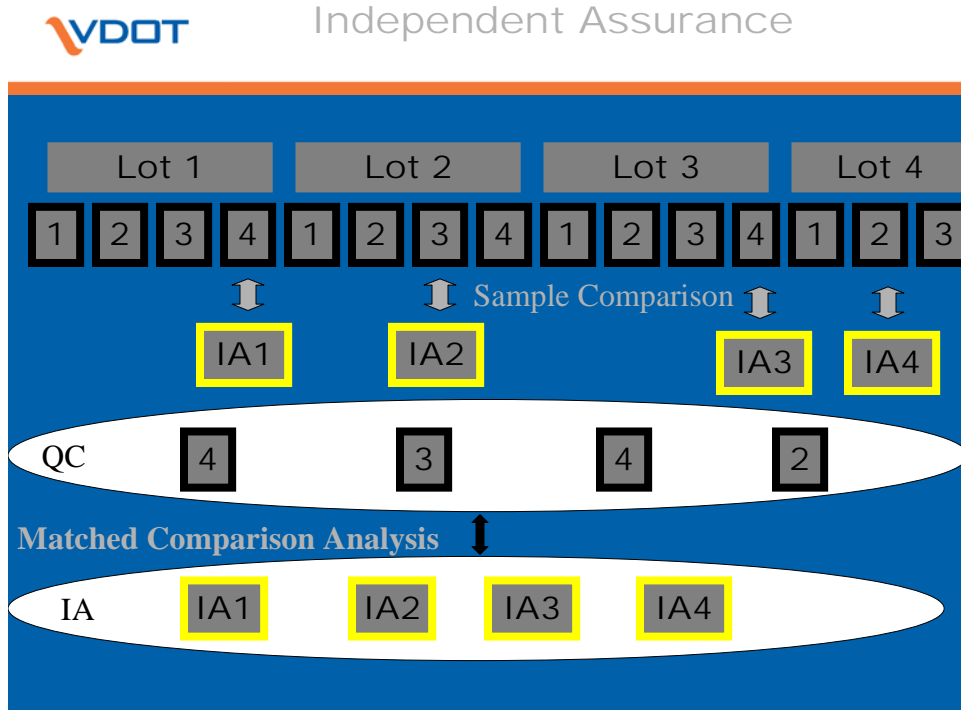 VDOT
Independent Assurance
Lot 1 Lot 2 Lot 3 Lot 4
1 2 3 4 1 2 3 4 1 2 3 4 1 2 3
Sample Comparison
IA1 IA2 IA3 IA4
QC 4 3 4 2
Matched Comparison Analysis
IA IA1 IA2 IA3 IA4